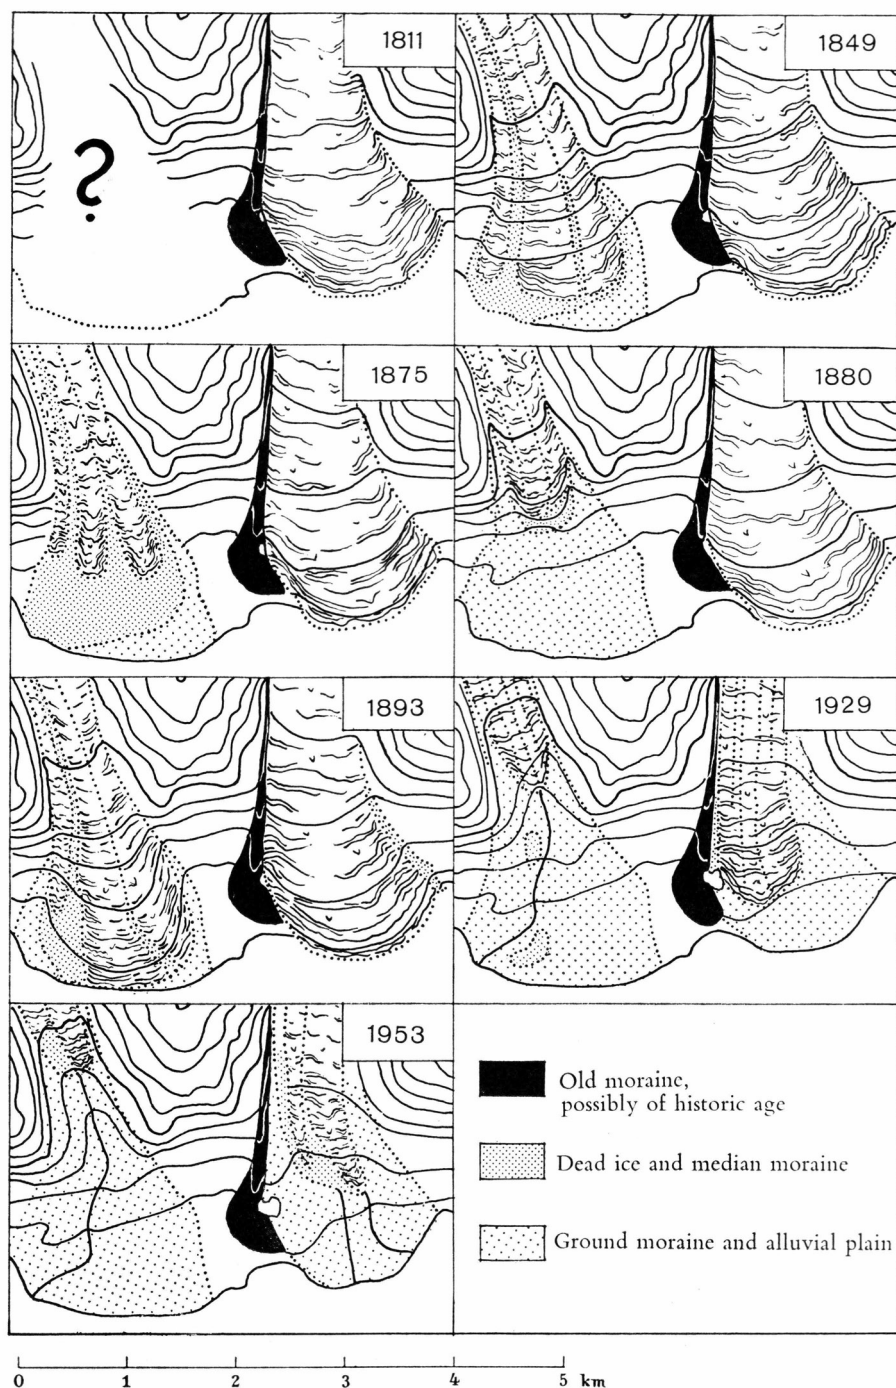 1811
1849
?
1875
1880
1893
1929
1953
Old moraine,
possibly of historic age
Dead ice and median moraine
Ground moraine and alluvial plain
0 1 2 3 4 5 km